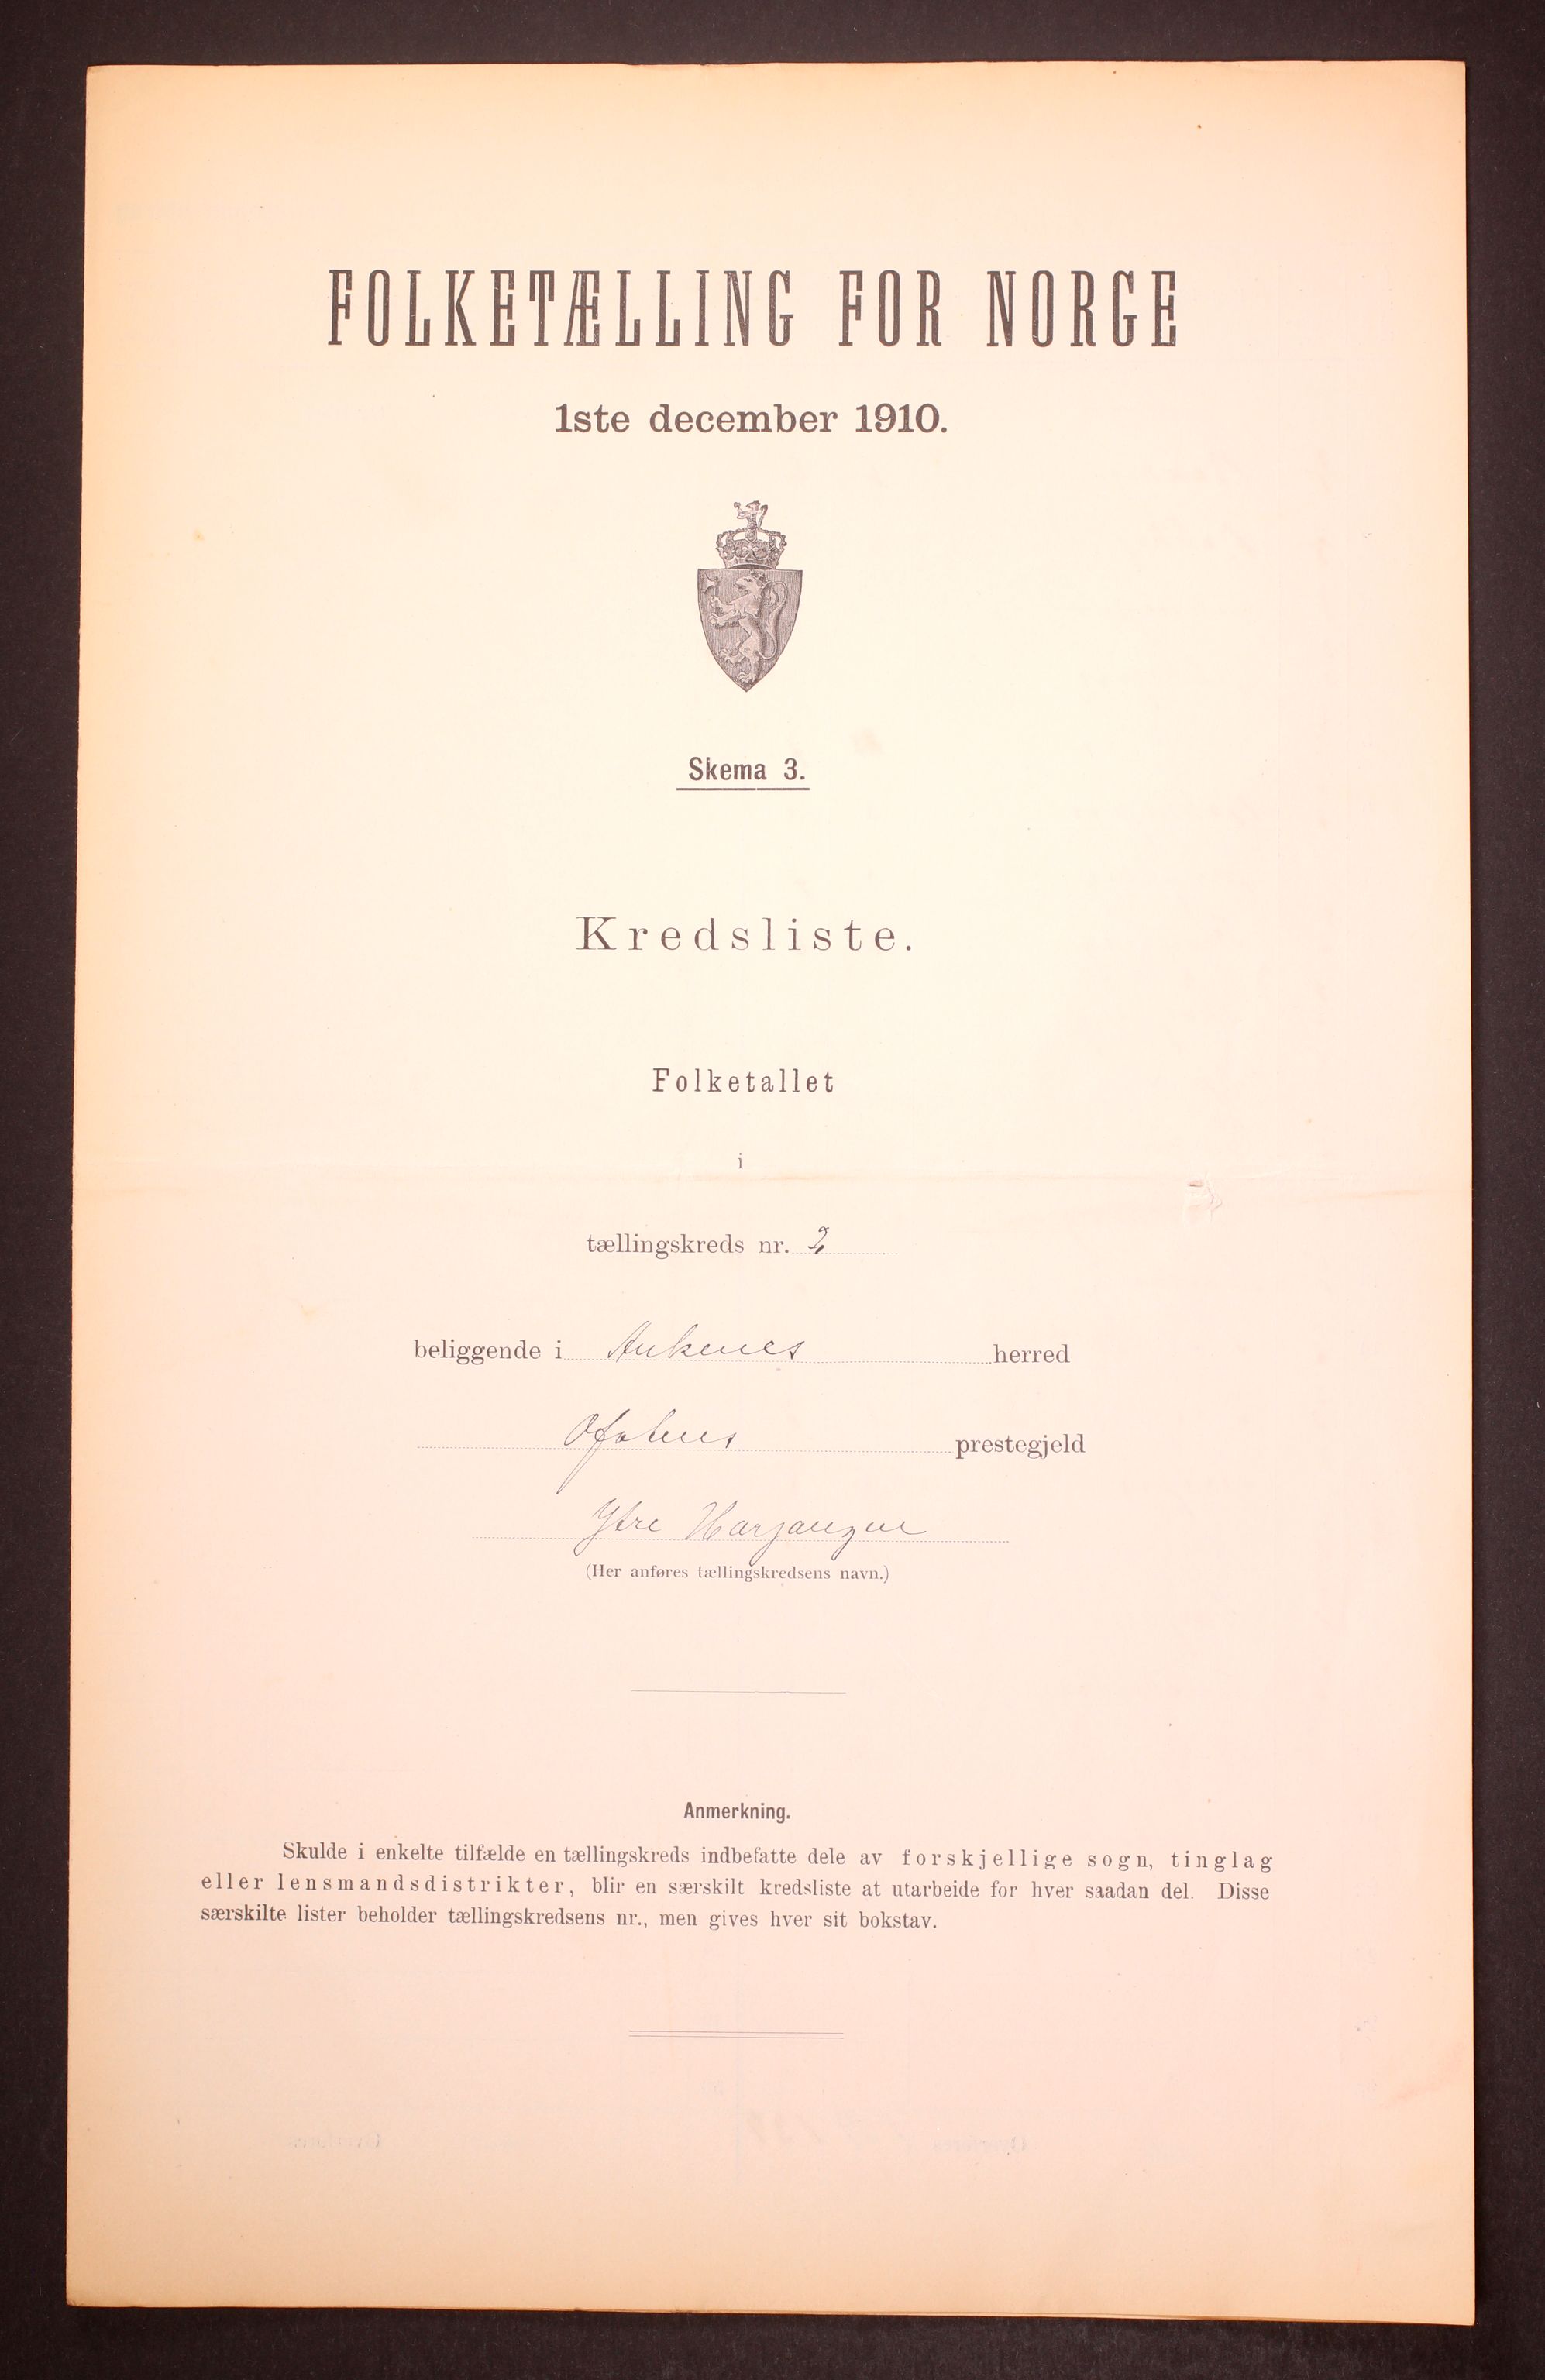 FOLKETÆLLING FOR NORGE
1ste december 1910.
Skema 3.
Kredsliste.
Folketallet
i
tællingskreds nr. 2
beliggende i Ankenes herred
Ofotens prestegjeld
Ytre Harjangen
(Her anføres tællingskredsens navn.)
Anmerkning.
Skulde i enkelte tilfælde en tællingskreds indbefatte dele av forskjellige sogn, tinglag
eller lensmandsdistrikter, blir en særskilt kredsliste at utarbeide for hver saadan del. Disse
særskilte lister beholder tællingskredsens nr., men gives hver sit bokstav.